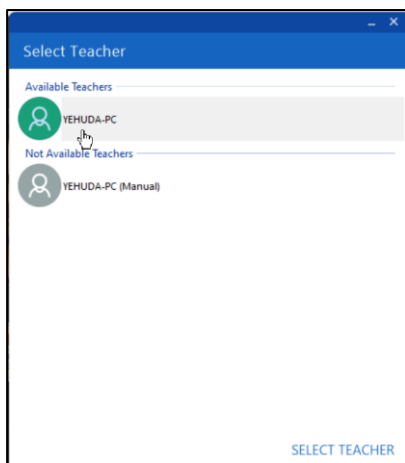 Select Teacher
Available Teachers
YEHUDA-PC
Not Available Teachers
YEHUDA-PC (Manual)
SELECT TEACHER